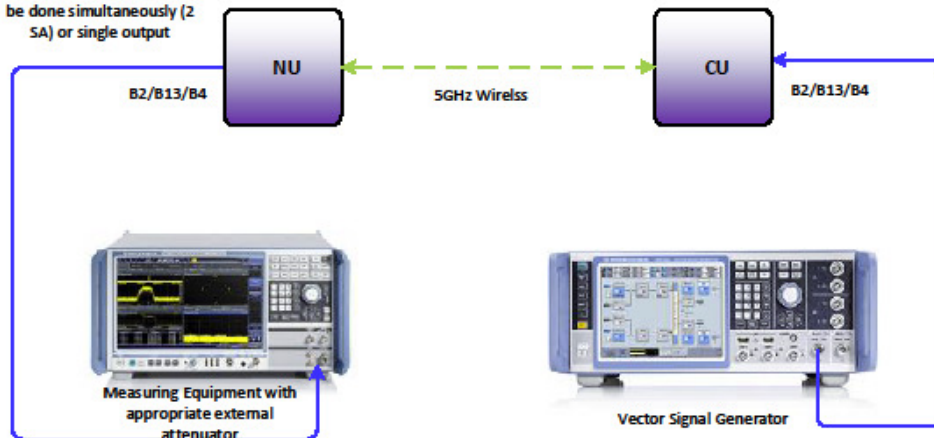 be done simultaneously (2
SA) or single output
NU
CU
B2/B13/B4
5GHz Wirelss
B2/B13/B4
Measuring Equipment with
appropriate external
attenuator
Vector Signal Generator